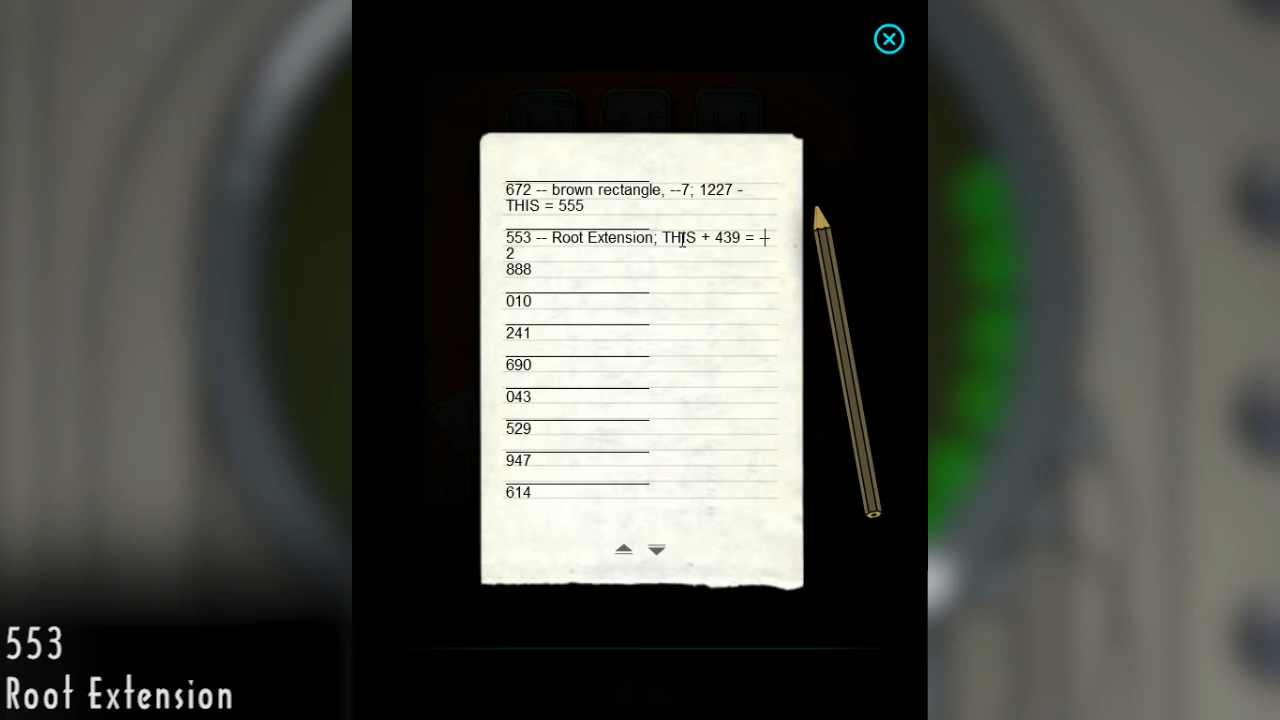 672 -- brown rectangle, --7; 1227 -
THIS = 555
553 -- Root Extension; THIS + 439 = --
2
888
010
241
690
043
529
947
614
553
Root Extension